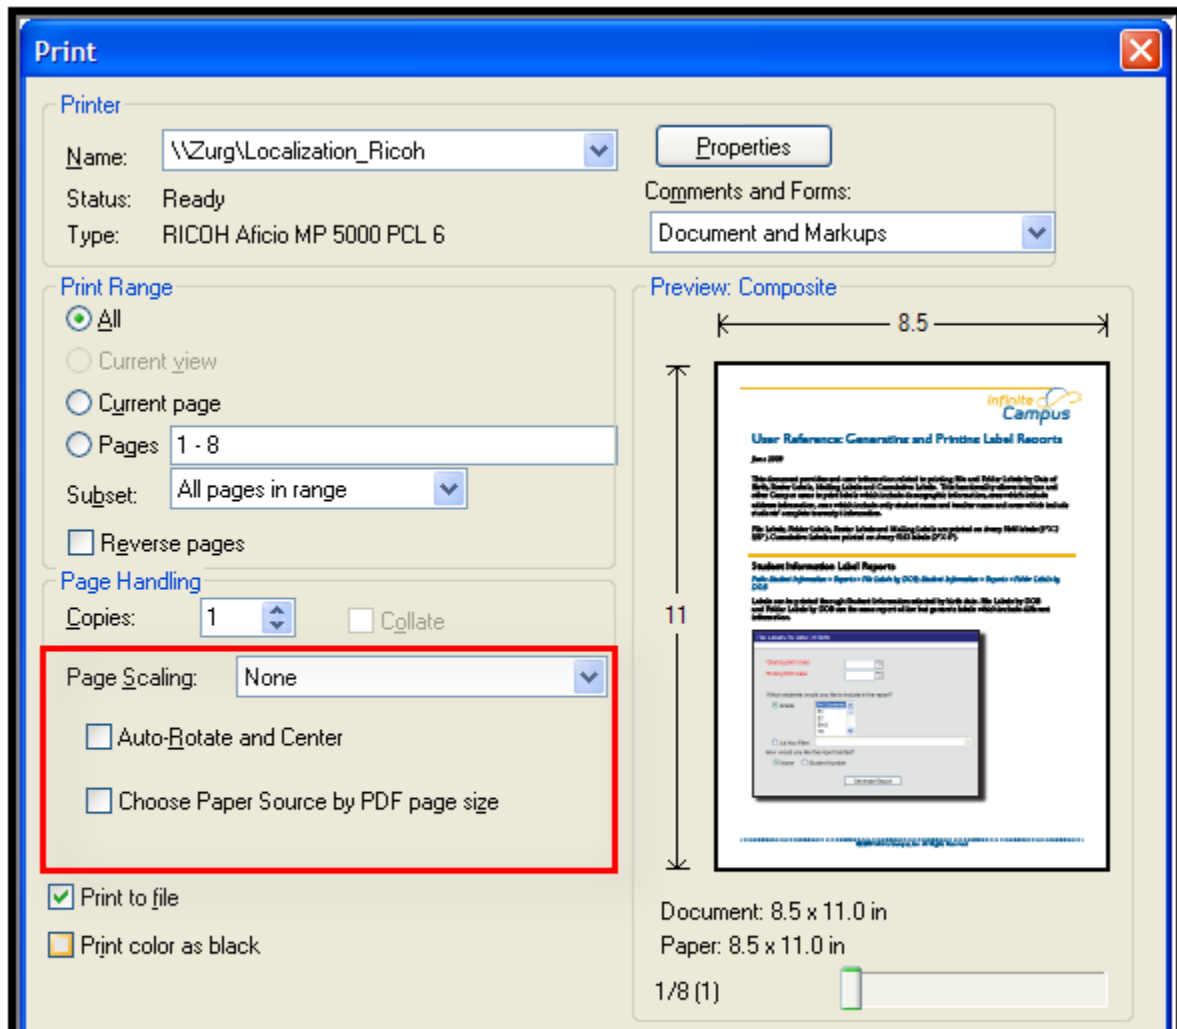 Print
Printer
Name: \\Zurg\Localization_Ricoh
Properties
Status: Ready
Comments and Forms:
Type: RICOH Aficio MP 5000 PCL 6
Document and Markups
Print Range
All
Current view
Current page
Pages 1 - 8
Subset: All pages in range
Reverse pages
Page Handling
Copies: 1
Collate
Page Scaling: None
Auto-Rotate and Center
Choose Paper Source by PDF page size
Print to file
Print color as black
Preview: Composite
8.5
11
Infinite
Campus
User Reference: Generating and Printing Label Reports
June 2009
Student Information Label Reports
Document: 8.5 x 11.0 in
Paper: 8.5 x 11.0 in
1/8 (1)